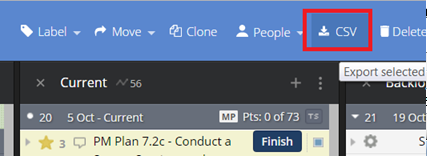 Label Move Clone People CSV Delete
Export selected
Current 56
20 5 Oct - Current MP Pts: 0 of 73 TS 21 19 Oct
3 PM Plan 7.2c - Conduct a Finish